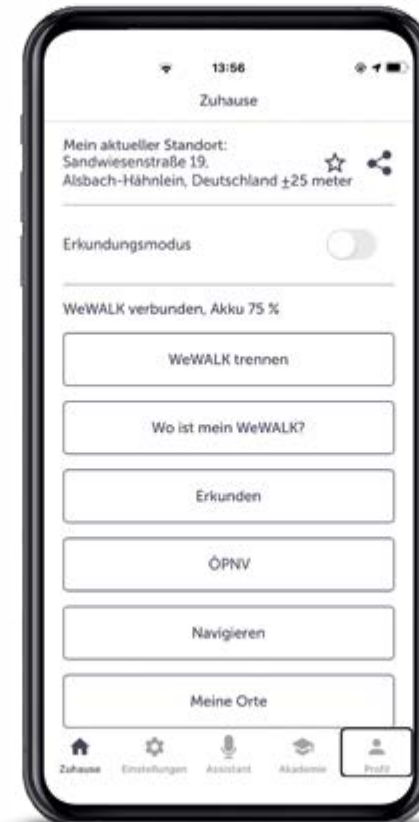 13:56
Zuhause
Mein aktueller Standort:
Sandwiesenstraße 19,
Alsbach-Hähnlein, Deutschland ±25 meter
Erkundungsmodus
WeWALK verbunden, Akku 75 %
WeWALK trennen
Wo ist mein WeWALK?
Erkunden
ÖPNV
Navigieren
Meine Orte
Zuhause Einstellungen Assistant Akademie Profil